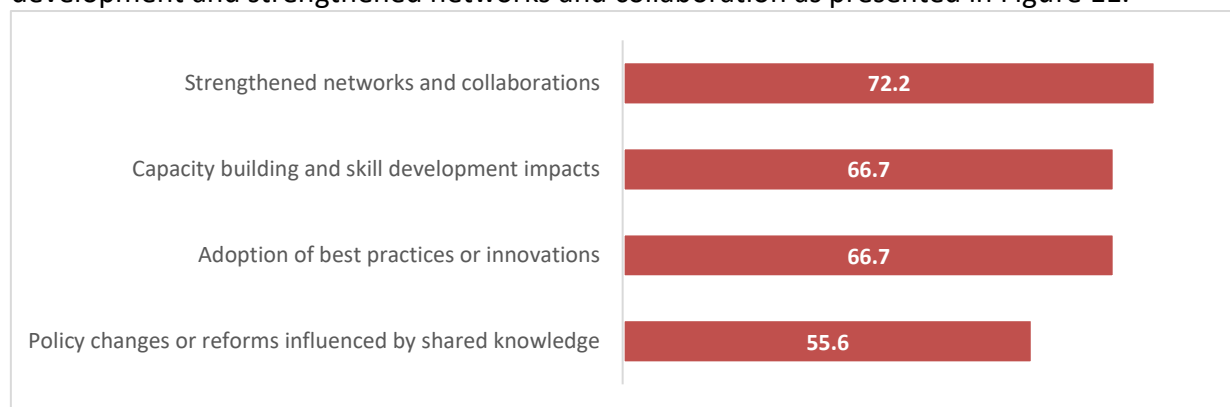 development and strengthened networks and collaboration as presented in Figure 11.
Strengthened networks and collaborations 72.2
Capacity building and skill development impacts 66.7
Adoption of best practices or innovations 66.7
Policy changes or reforms influenced by shared knowledge 55.6